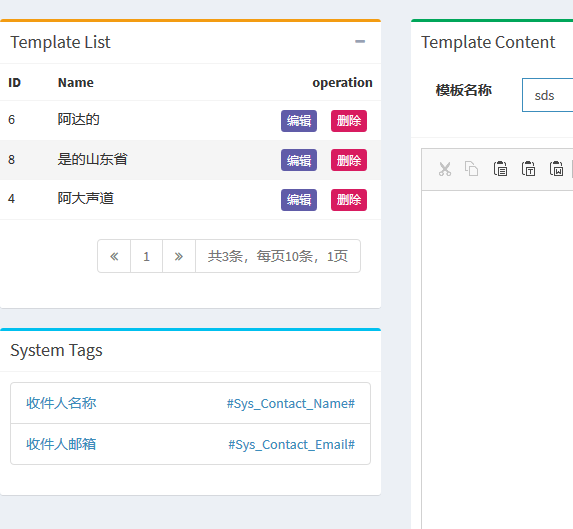 Template List
ID Name operation
6 阿达的 编辑 删除
8 是的山东省 编辑 删除
4 阿大声道 编辑 删除
« 1 » 共3条，每页10条，1页
System Tags
收件人名称 #Sys_Contact_Name#
收件人邮箱 #Sys_Contact_Email#
Template Content
模板名称 sds